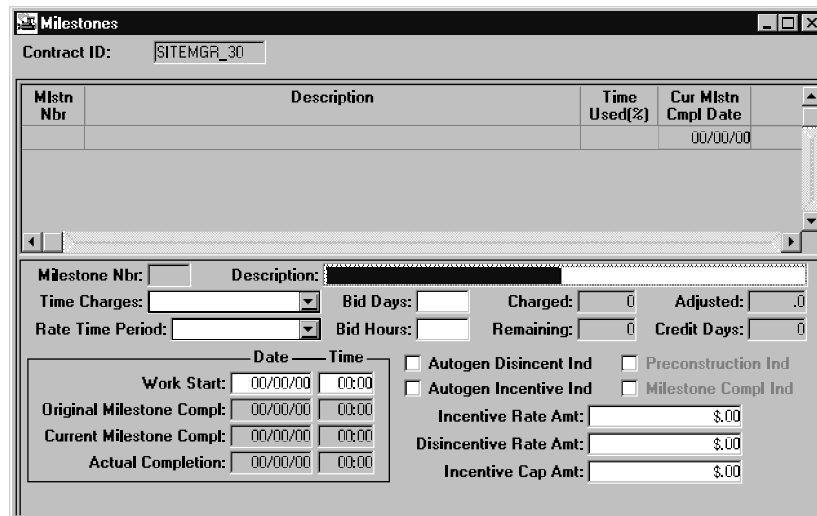 Milestones
Contract ID: SITEMGR_30
Mlstn Nbr Description Time Used(%) Cur Mlstn Cmpl Date
00/00/00
Milestone Nbr: Description:
Time Charges: Bid Days: Charged: 0 Adjusted: .0
Rate Time Period: Bid Hours: Remaining: 0 Credit Days: 0
Date Time
Work Start: 00/00/00 00:00
Original Milestone Compl: 00/00/00 00:00
Current Milestone Compl: 00/00/00 00:00
Actual Completion: 00/00/00 00:00
Autogen Disincent Ind Preconstruction Ind
Autogen Incentive Ind Milestone Compl Ind
Incentive Rate Amt: $.00
Disincentive Rate Amt: $.00
Incentive Cap Amt: $.00